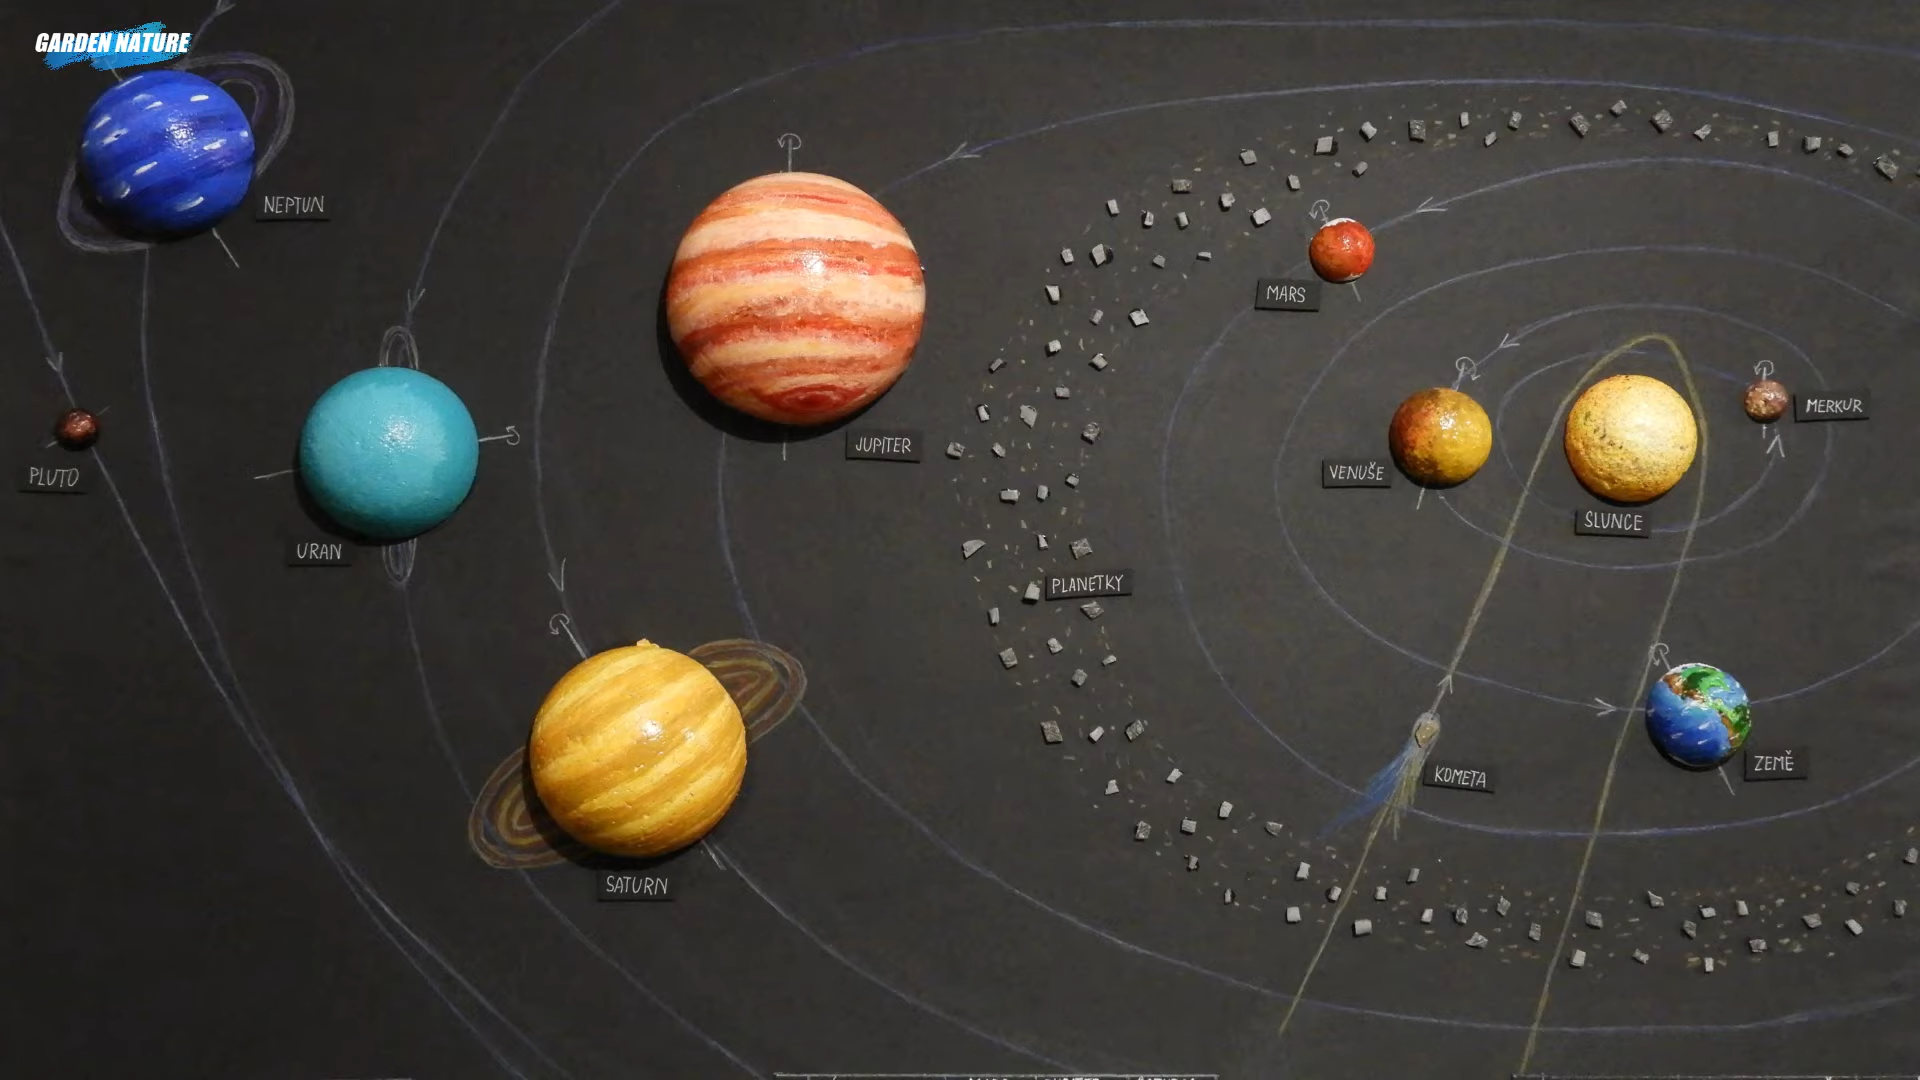 GARDEN NATURE
NEPTUN
MARS
MERKUR
JUPITER
VENUŠE
PLUTO
SLUNCE
URAN
PLANETKY
ZEMĚ
KOMETA
SATURN